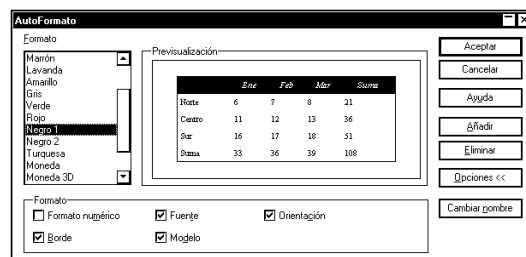 AutoFormato
Formato
Marrón
Lavanda
Amarillo
Gris
Verde
Rojo
Negro 1
Negro 2
Turquesa
Moneda
Moneda 3D
Previsualización
Ene Feb Mar Suma
Norte 6 7 8 21
Centro 11 12 13 36
Sur 16 17 18 51
Suma 33 36 39 108
Aceptar
Cancelar
Ayuda
Añadir
Eliminar
Opciones <<
Cambiar nombre
Formato
Formato numérico Fuente Orientación
Borde Modelo